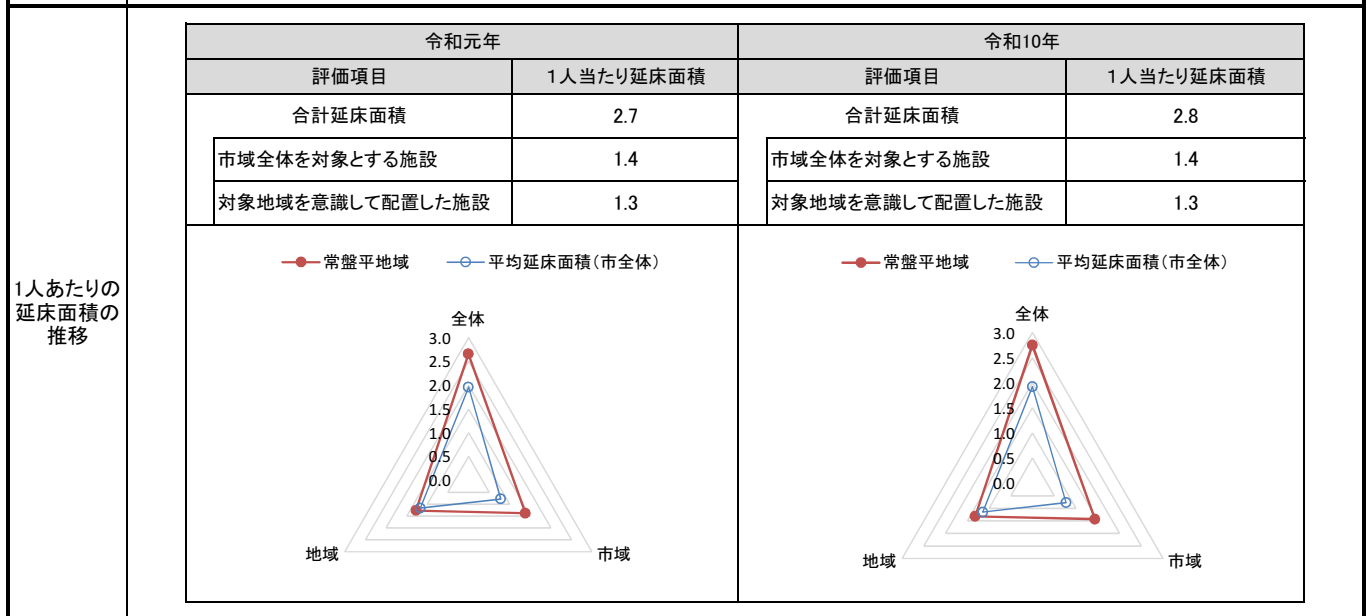 1人あたりの
延床面積の
推移
令和元年
令和10年
評価項目
1人当たり延床面積
評価項目
1人当たり延床面積
合計延床面積
2.7
合計延床面積
2.8
市域全体を対象とする施設
1.4
市域全体を対象とする施設
1.4
対象地域を意識して配置した施設
1.3
対象地域を意識して配置した施設
1.3
常盤平地域
平均延床面積(市全体)
全体
3.0
2.5
2.0
1.5
1.0
0.5
0.0
地域
市域
常盤平地域
平均延床面積(市全体)
全体
3.0
2.5
2.0
1.5
1.0
0.5
0.0
地域
市域